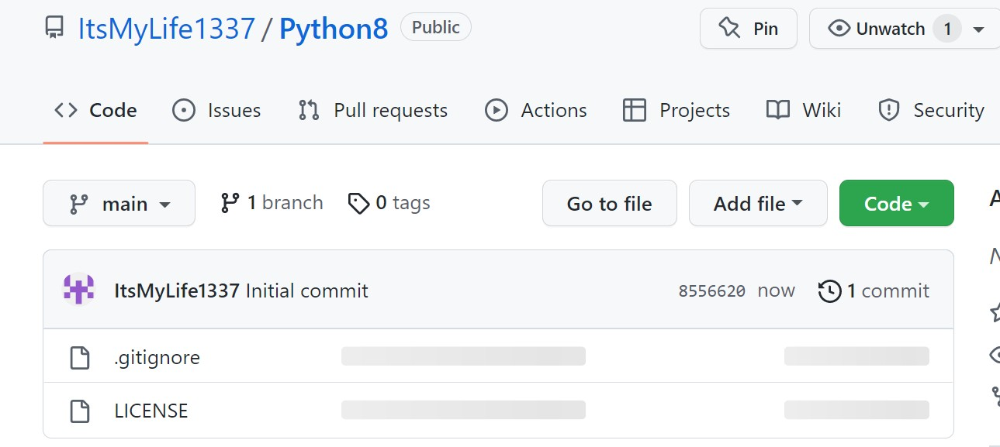 ItsMyLife1337 / Python8 Public Pin Unwatch 1
Code Issues Pull requests Actions Projects Wiki Security
main 1 branch 0 tags Go to file Add file Code
ItsMyLife1337 Initial commit 8556620 now 1 commit
.gitignore
LICENSE